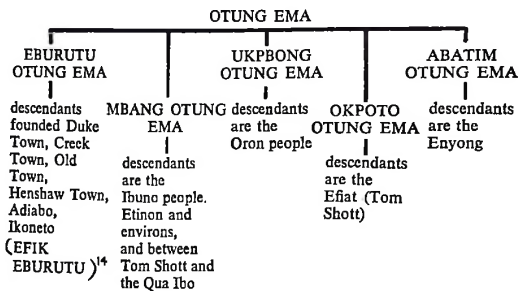 OTUNG EMA
EBURUTU
OTUNG EMA
descendants
founded Duke
Town, Creek
Town, Old
Town,
Henshaw Town,
Adiabo,
Ikoneto
(EFIK
EBURUTU)¹⁴
MBANG OTUNG
EMA
descendants
are the
Ibuno people.
Etinon and
environs,
and between
Tom Shott and
the Qua Ibo
UKPBONG
OTUNG EMA
descendants
are the
Oron people
OKPOTO
OTUNG EMA
descendants
are the
Efiat (Tom
Shott)
ABATIM
OTUNG EMA
descendants
are the
Enyong